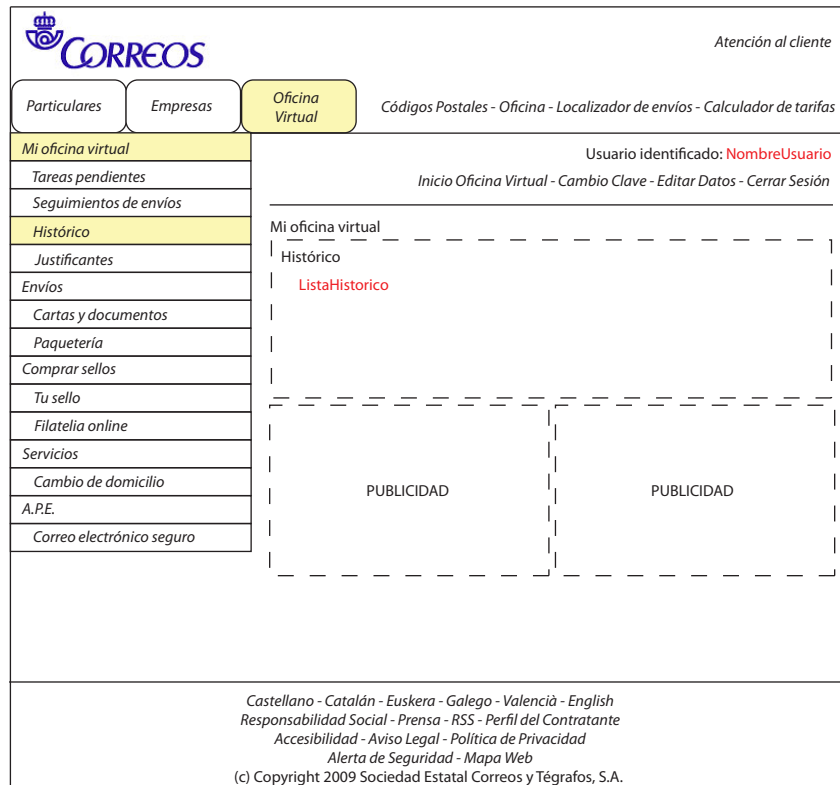 CORREOS
Atención al cliente
Particulares
Empresas
Oficina
Virtual
Códigos Postales - Oficina - Localizador de envíos - Calculador de tarifas
Mi oficina virtual
Tareas pendientes
Seguimientos de envíos
Histórico
Justificantes
Envíos
Cartas y documentos
Paquetería
Comprar sellos
Tu sello
Filatelia online
Servicios
Cambio de domicilio
A.P.E.
Correo electrónico seguro
Usuario identificado: NombreUsuario
Inicio Oficina Virtual - Cambio Clave - Editar Datos - Cerrar Sesión
Mi oficina virtual
Histórico
ListaHistorico
PUBLICIDAD
PUBLICIDAD
Castellano - Catalán - Euskera - Galego - Valencià - English
Responsabilidad Social - Prensa - RSS - Perfil del Contratante
Accesibilidad - Aviso Legal - Política de Privacidad
Alerta de Seguridad - Mapa Web
(c) Copyright 2009 Sociedad Estatal Correos y Tégrafos, S.A.